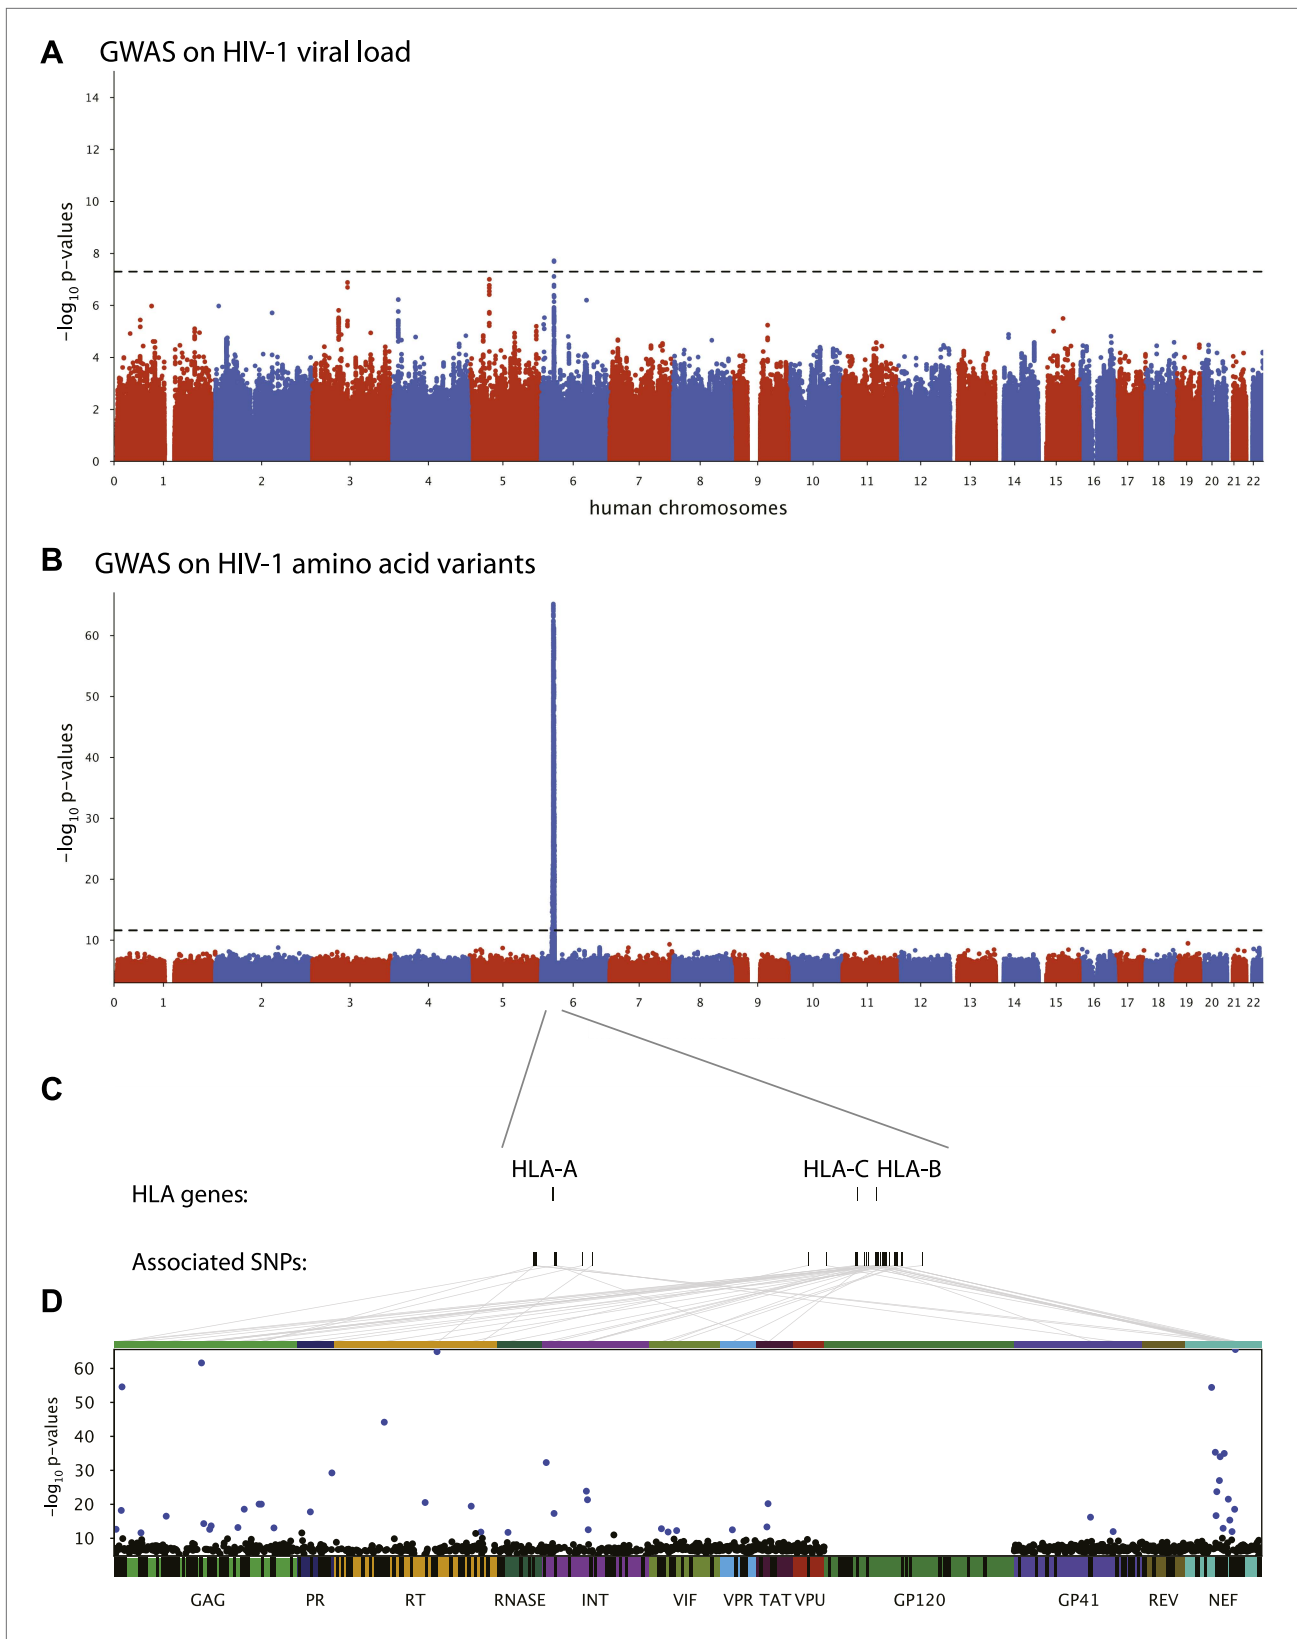 A GWAS on HIV-1 viral load
14
12
10
8
6
4
2
0
-log10 p-values
0 1 2 3 4 5 6 7 8 9 10 11 12 13 14 15 16 17 18 19 20 21 22
human chromosomes
B GWAS on HIV-1 amino acid variants
60
50
40
30
20
10
-log10 p-values
0 1 2 3 4 5 6 7 8 9 10 11 12 13 14 15 16 17 18 19 20 21 22
C
HLA-A HLA-C HLA-B
HLA genes:
Associated SNPs:
D
60
50
40
30
20
10
-log10 p-values
GAG PR RT RNASE INT VIF VPR TAT VPU GP120 GP41 REV NEF